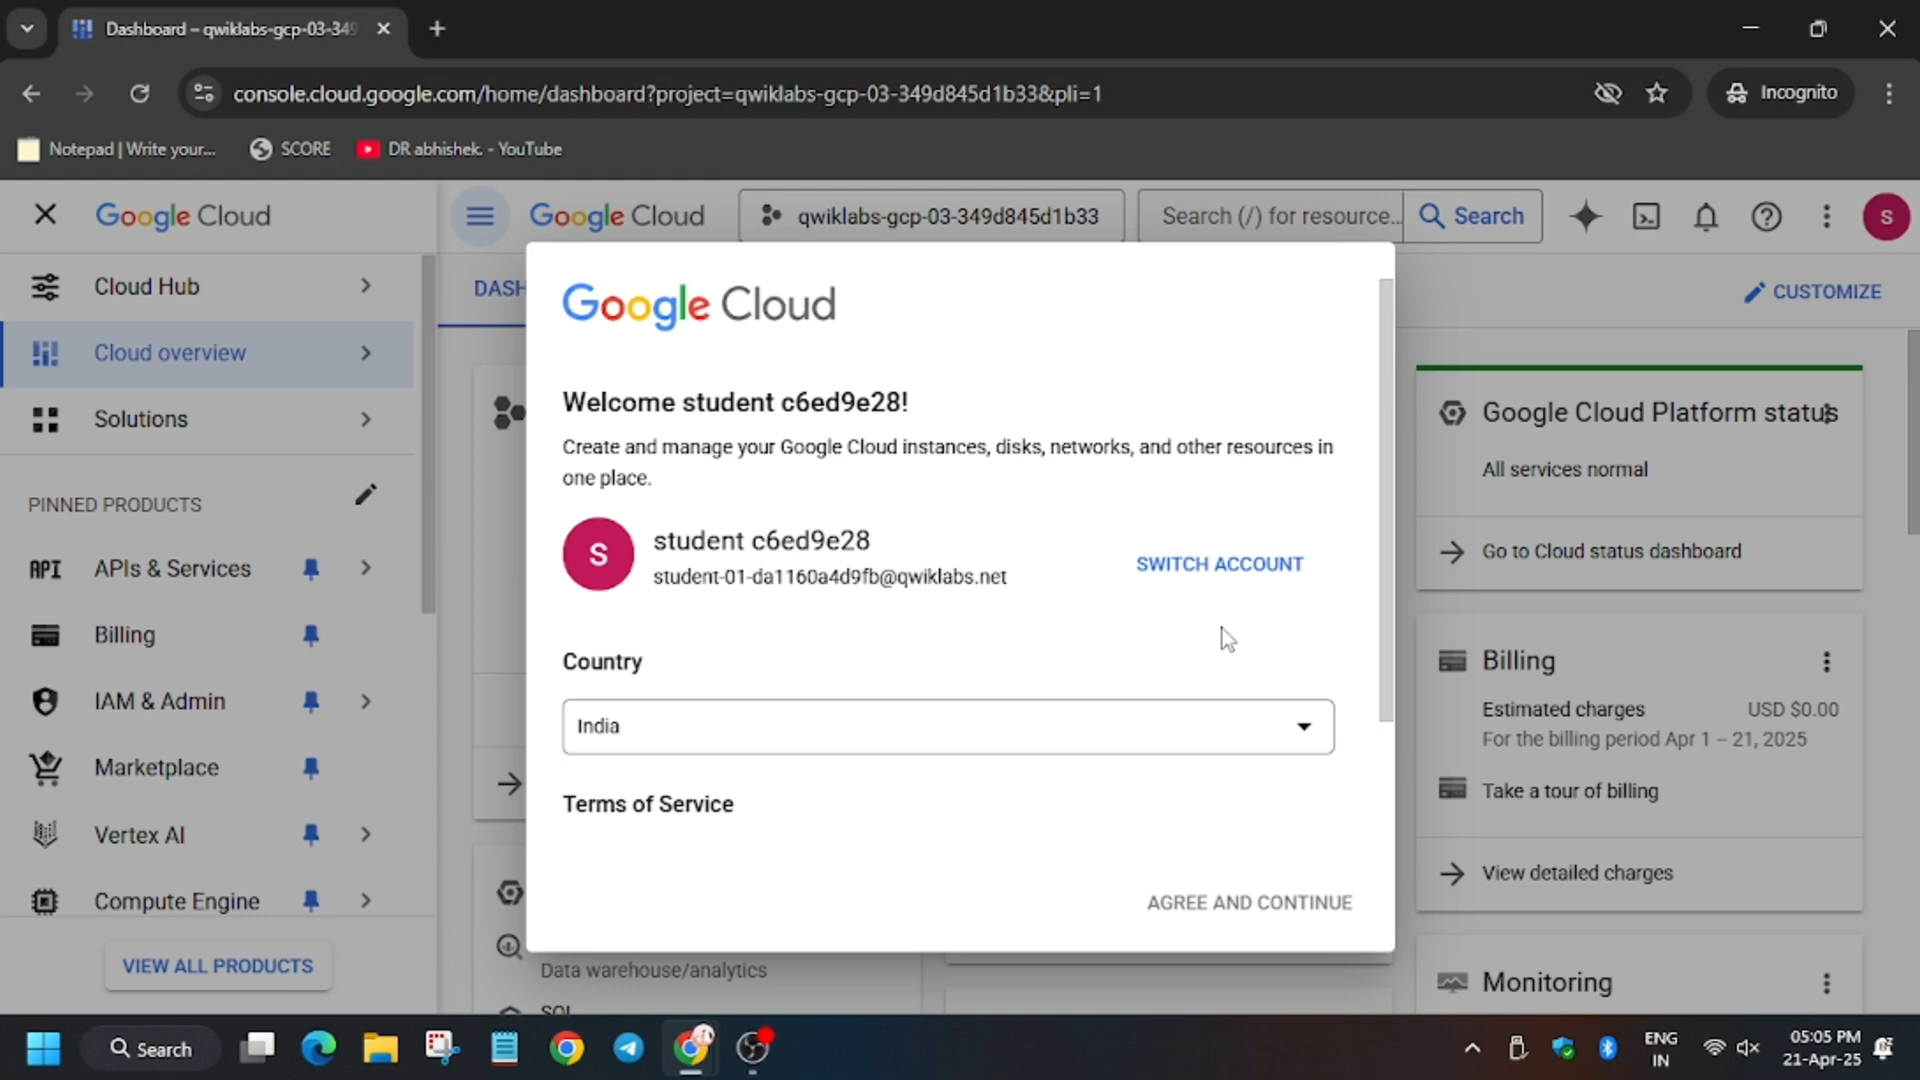 Dashboard – qwiklabs-gcp-03-349
console.cloud.google.com/home/dashboard?project=qwiklabs-gcp-03-349d845d1b33&pli=1
Incognito
Notepad | Write your...
SCORE
DR abhishek. - YouTube
Google Cloud
Google Cloud
qwiklabs-gcp-03-349d845d1b33
Search (/) for resource...
Search
S
Cloud Hub
Cloud overview
Solutions
PINNED PRODUCTS
API APIs & Services
Billing
IAM & Admin
Marketplace
Vertex AI
Compute Engine
VIEW ALL PRODUCTS
DASH
CUSTOMIZE
Google Cloud
Welcome student c6ed9e28!
Create and manage your Google Cloud instances, disks, networks, and other resources in
one place.
S
student c6ed9e28
student-01-da1160a4d9fb@qwiklabs.net
SWITCH ACCOUNT
Country
India
Terms of Service
AGREE AND CONTINUE
Data warehouse/analytics
SQL
Google Cloud Platform status
All services normal
Go to Cloud status dashboard
Billing
Estimated charges USD $0.00
For the billing period Apr 1 – 21, 2025
Take a tour of billing
View detailed charges
Monitoring
Search
ENG
IN
05:05 PM
21-Apr-25